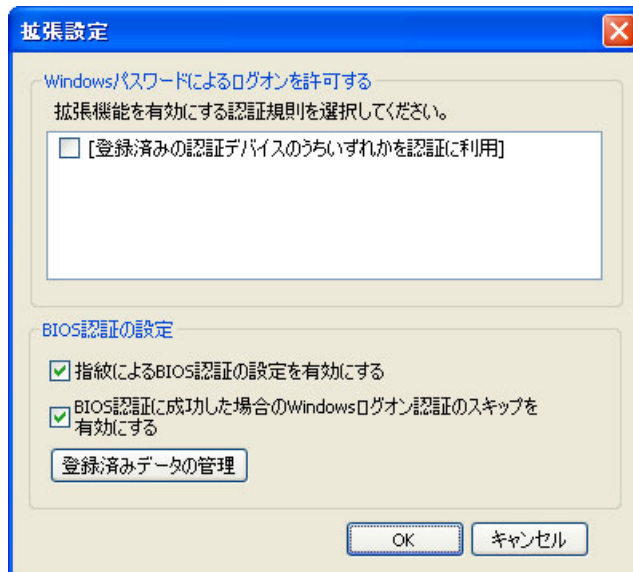 拡張設定
Windowsパスワードによるログオンを許可する
拡張機能を有効にする認証規則を選択してください。
[登録済みの認証デバイスのうちいずれかを認証に利用]
BIOS認証の設定
指紋によるBIOS認証の設定を有効にする
BIOS認証に成功した場合のWindowsログオン認証のスキップを
有効にする
登録済みデータの管理
OK キャンセル